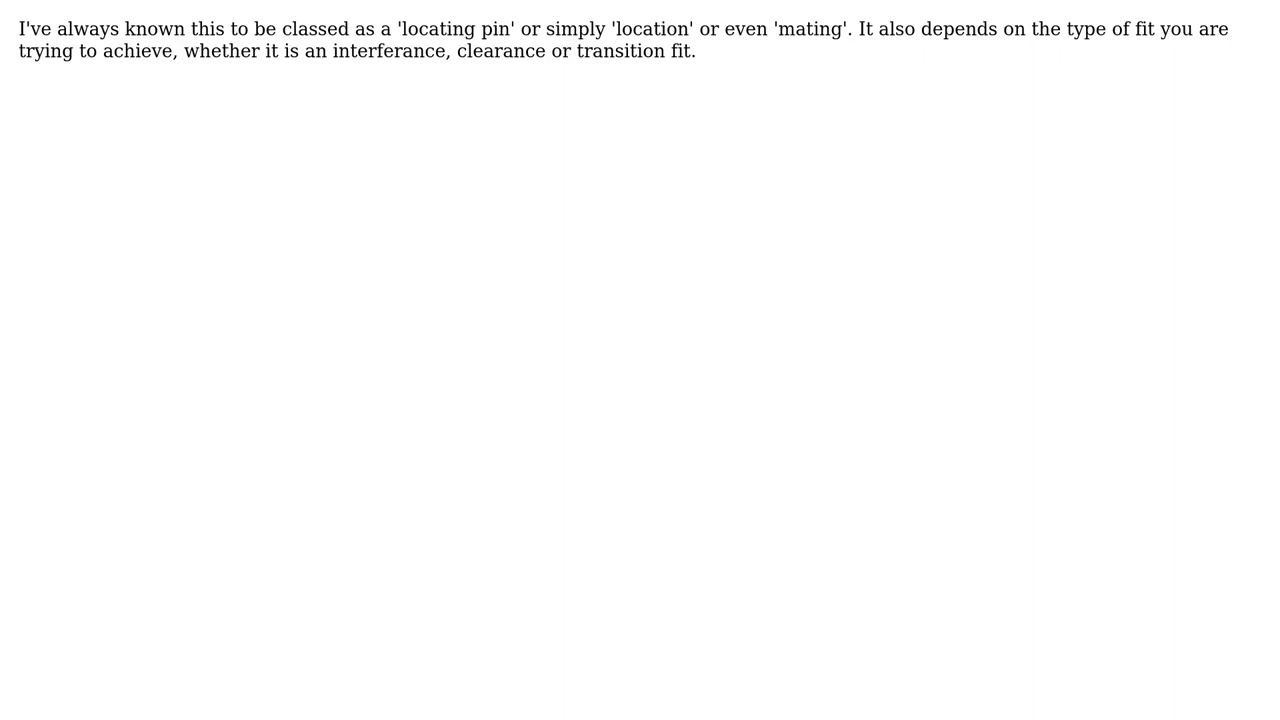 I've always known this to be classed as a 'locating pin' or simply 'location' or even 'mating'. It also depends on the type of fit you are
trying to achieve, whether it is an interferance, clearance or transition fit.